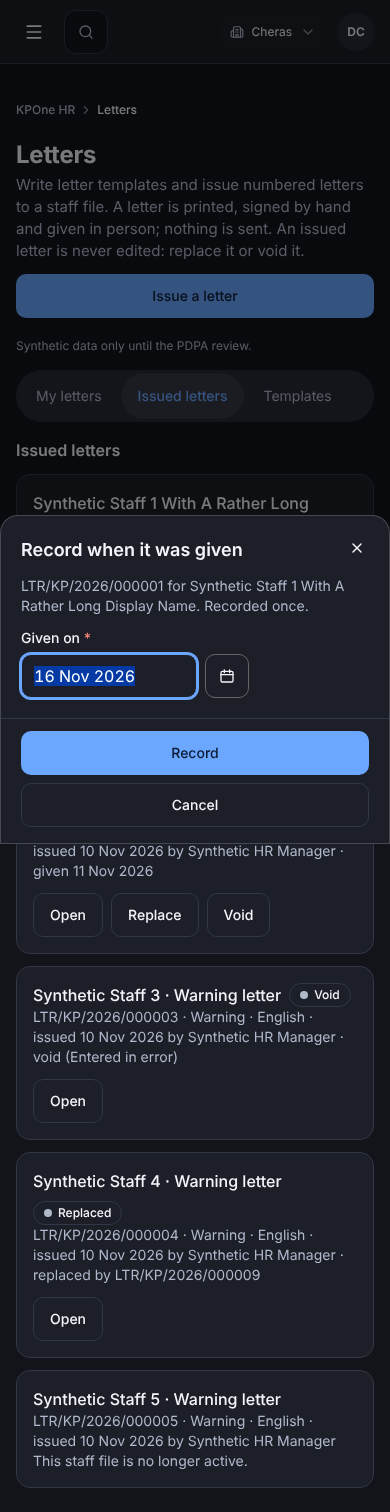 Cheras
DC
KPOne HR > Letters
Letters
Write letter templates and issue numbered letters
to a staff file. A letter is printed, signed by hand
and given in person; nothing is sent. An issued
letter is never edited: replace it or void it.
Issue a letter
Synthetic data only until the PDPA review.
My letters
Issued letters
Templates
Issued letters
Synthetic Staff 1 With A Rather Long
Record when it was given
LTR/KP/2026/000001 for Synthetic Staff 1 With A
Rather Long Display Name. Recorded once.
Given on *
16 Nov 2026
Record
Cancel
issued 10 Nov 2026 by Synthetic HR Manager ·
given 11 Nov 2026
Open
Replace
Void
Synthetic Staff 3 · Warning letter
Void
LTR/KP/2026/000003 · Warning · English ·
issued 10 Nov 2026 by Synthetic HR Manager ·
void (Entered in error)
Open
Synthetic Staff 4 · Warning letter
Replaced
LTR/KP/2026/000004 · Warning · English ·
issued 10 Nov 2026 by Synthetic HR Manager ·
replaced by LTR/KP/2026/000009
Open
Synthetic Staff 5 · Warning letter
LTR/KP/2026/000005 · Warning · English ·
issued 10 Nov 2026 by Synthetic HR Manager
This staff file is no longer active.